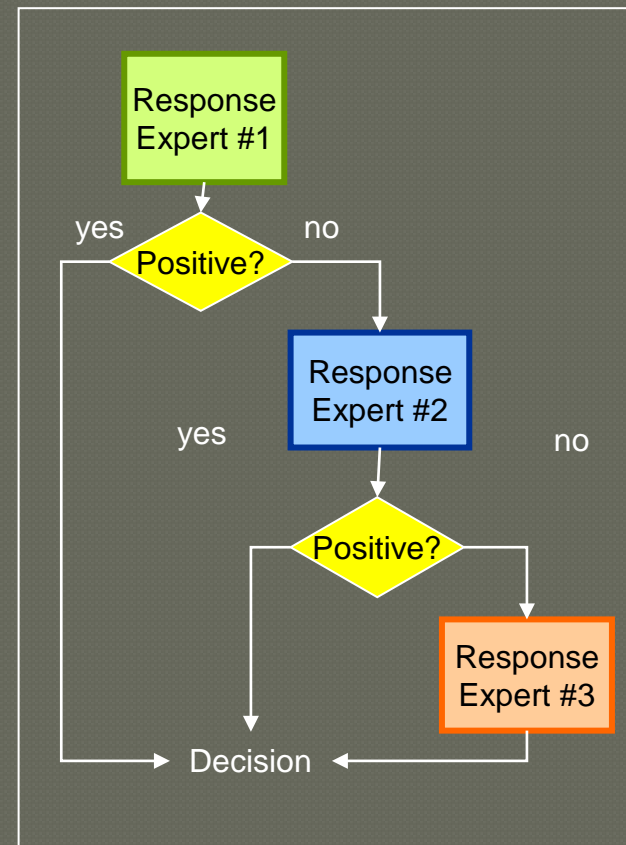 Response
Expert #1
yes
no
Positive?
Response
Expert #2
yes
no
Positive?
Response
Expert #3
Decision